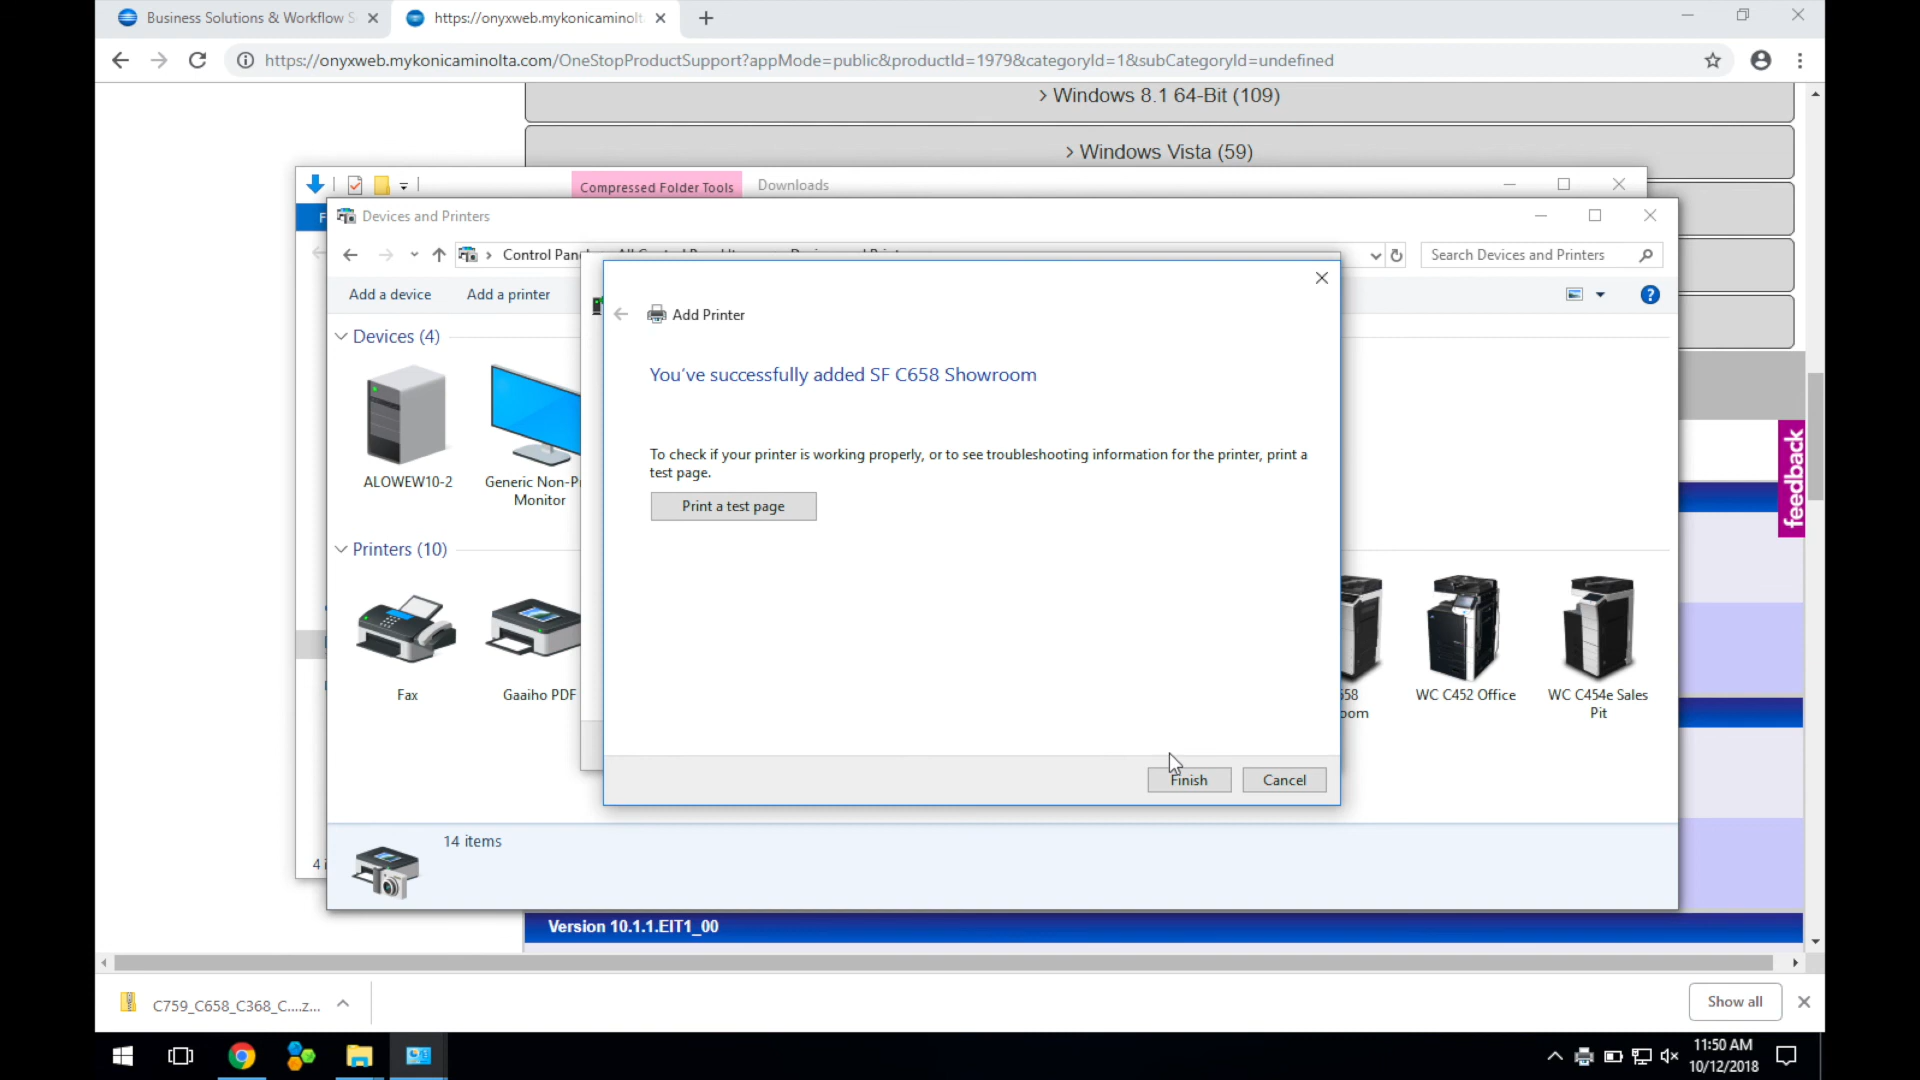 Business Solutions & Workflow S
https://onyxweb.mykonicaminolt
https://onyxweb.mykonicaminolta.com/OneStopProductSupport?appMode=public&productId=1979&categoryId=1&subCategoryId=undefined
> Windows 8.1 64-Bit (109)
> Windows Vista (59)
Compressed Folder Tools
Downloads
F
Devices and Printers
Control Pan
Search Devices and Printers
Add a device
Add a printer
Add Printer
Devices (4)
You've successfully added SF C658 Showroom
To check if your printer is working properly, or to see troubleshooting information for the printer, print a
test page.
Print a test page
ALOWEW10-2
Generic Non-P
Monitor
feedback
Printers (10)
Fax
Gaaiho PDF
58
oom
WC C452 Office
WC C454e Sales
Pit
Finish
Cancel
14 items
4 i
Version 10.1.1.EIT1_00
C759_C658_C368_C....z...
Show all
11:50 AM
10/12/2018